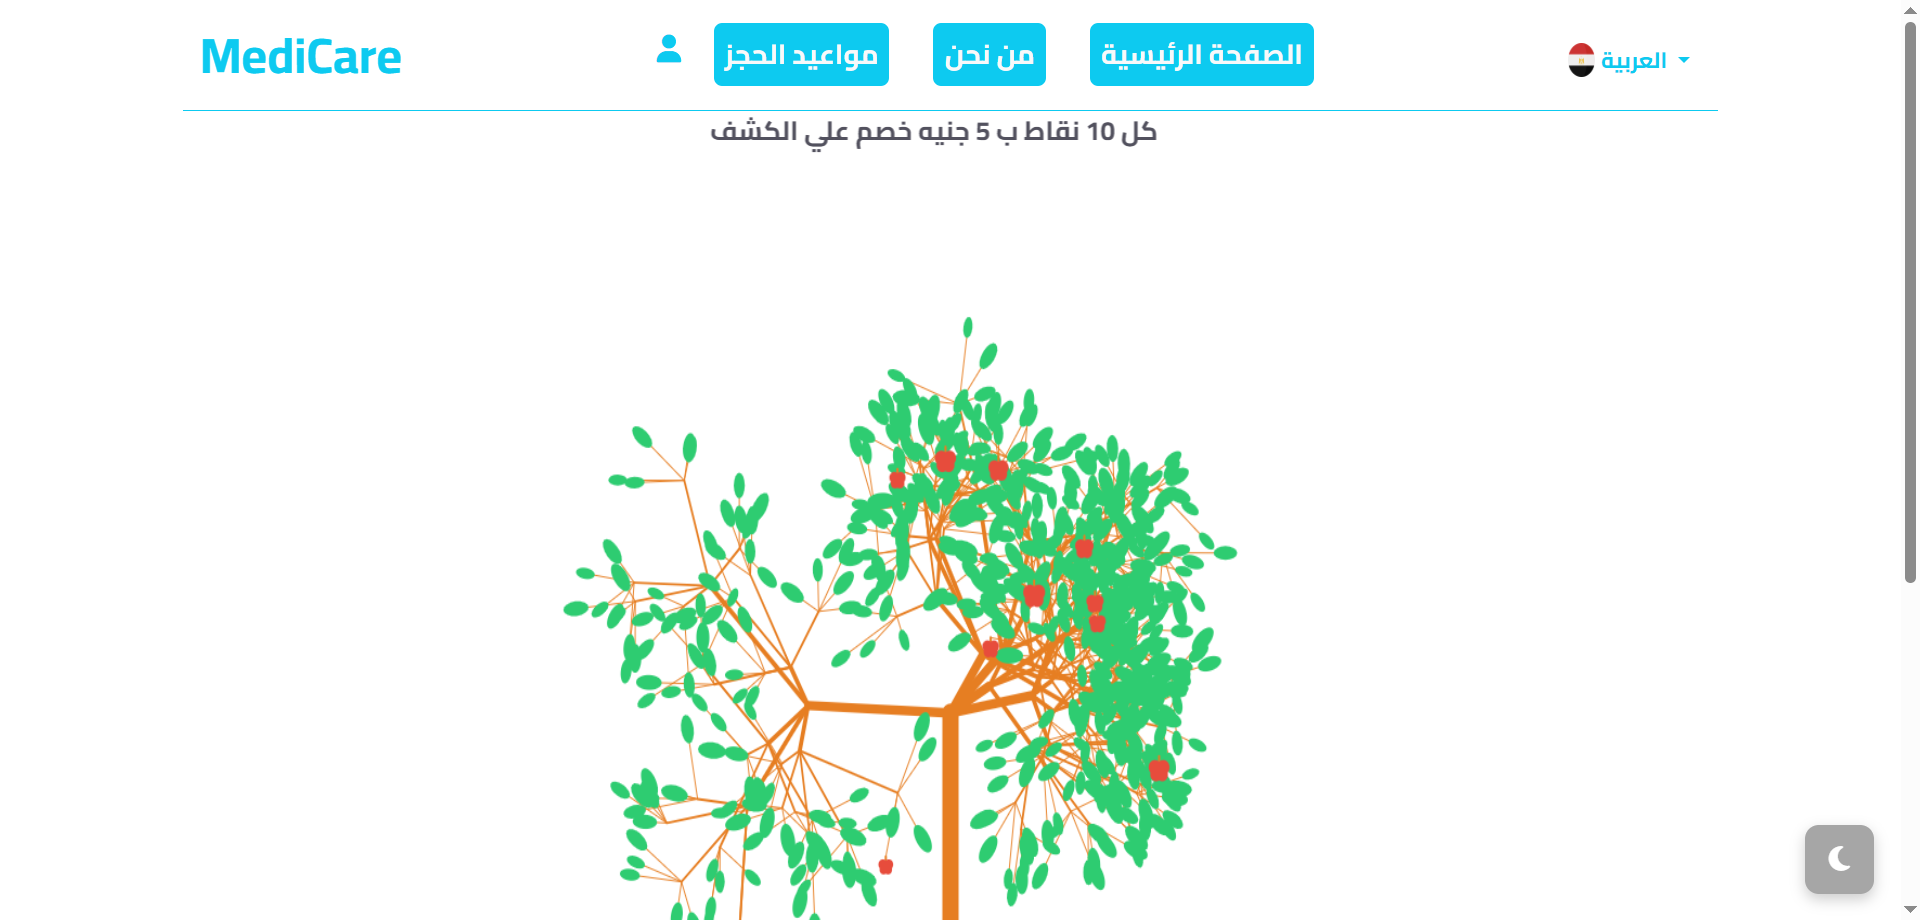 العربية
الصفحة الرئيسية
من نحن
مواعيد الحجز
MediCare
كل 10 نقاط ب 5 جنيه خصم علي الكشف